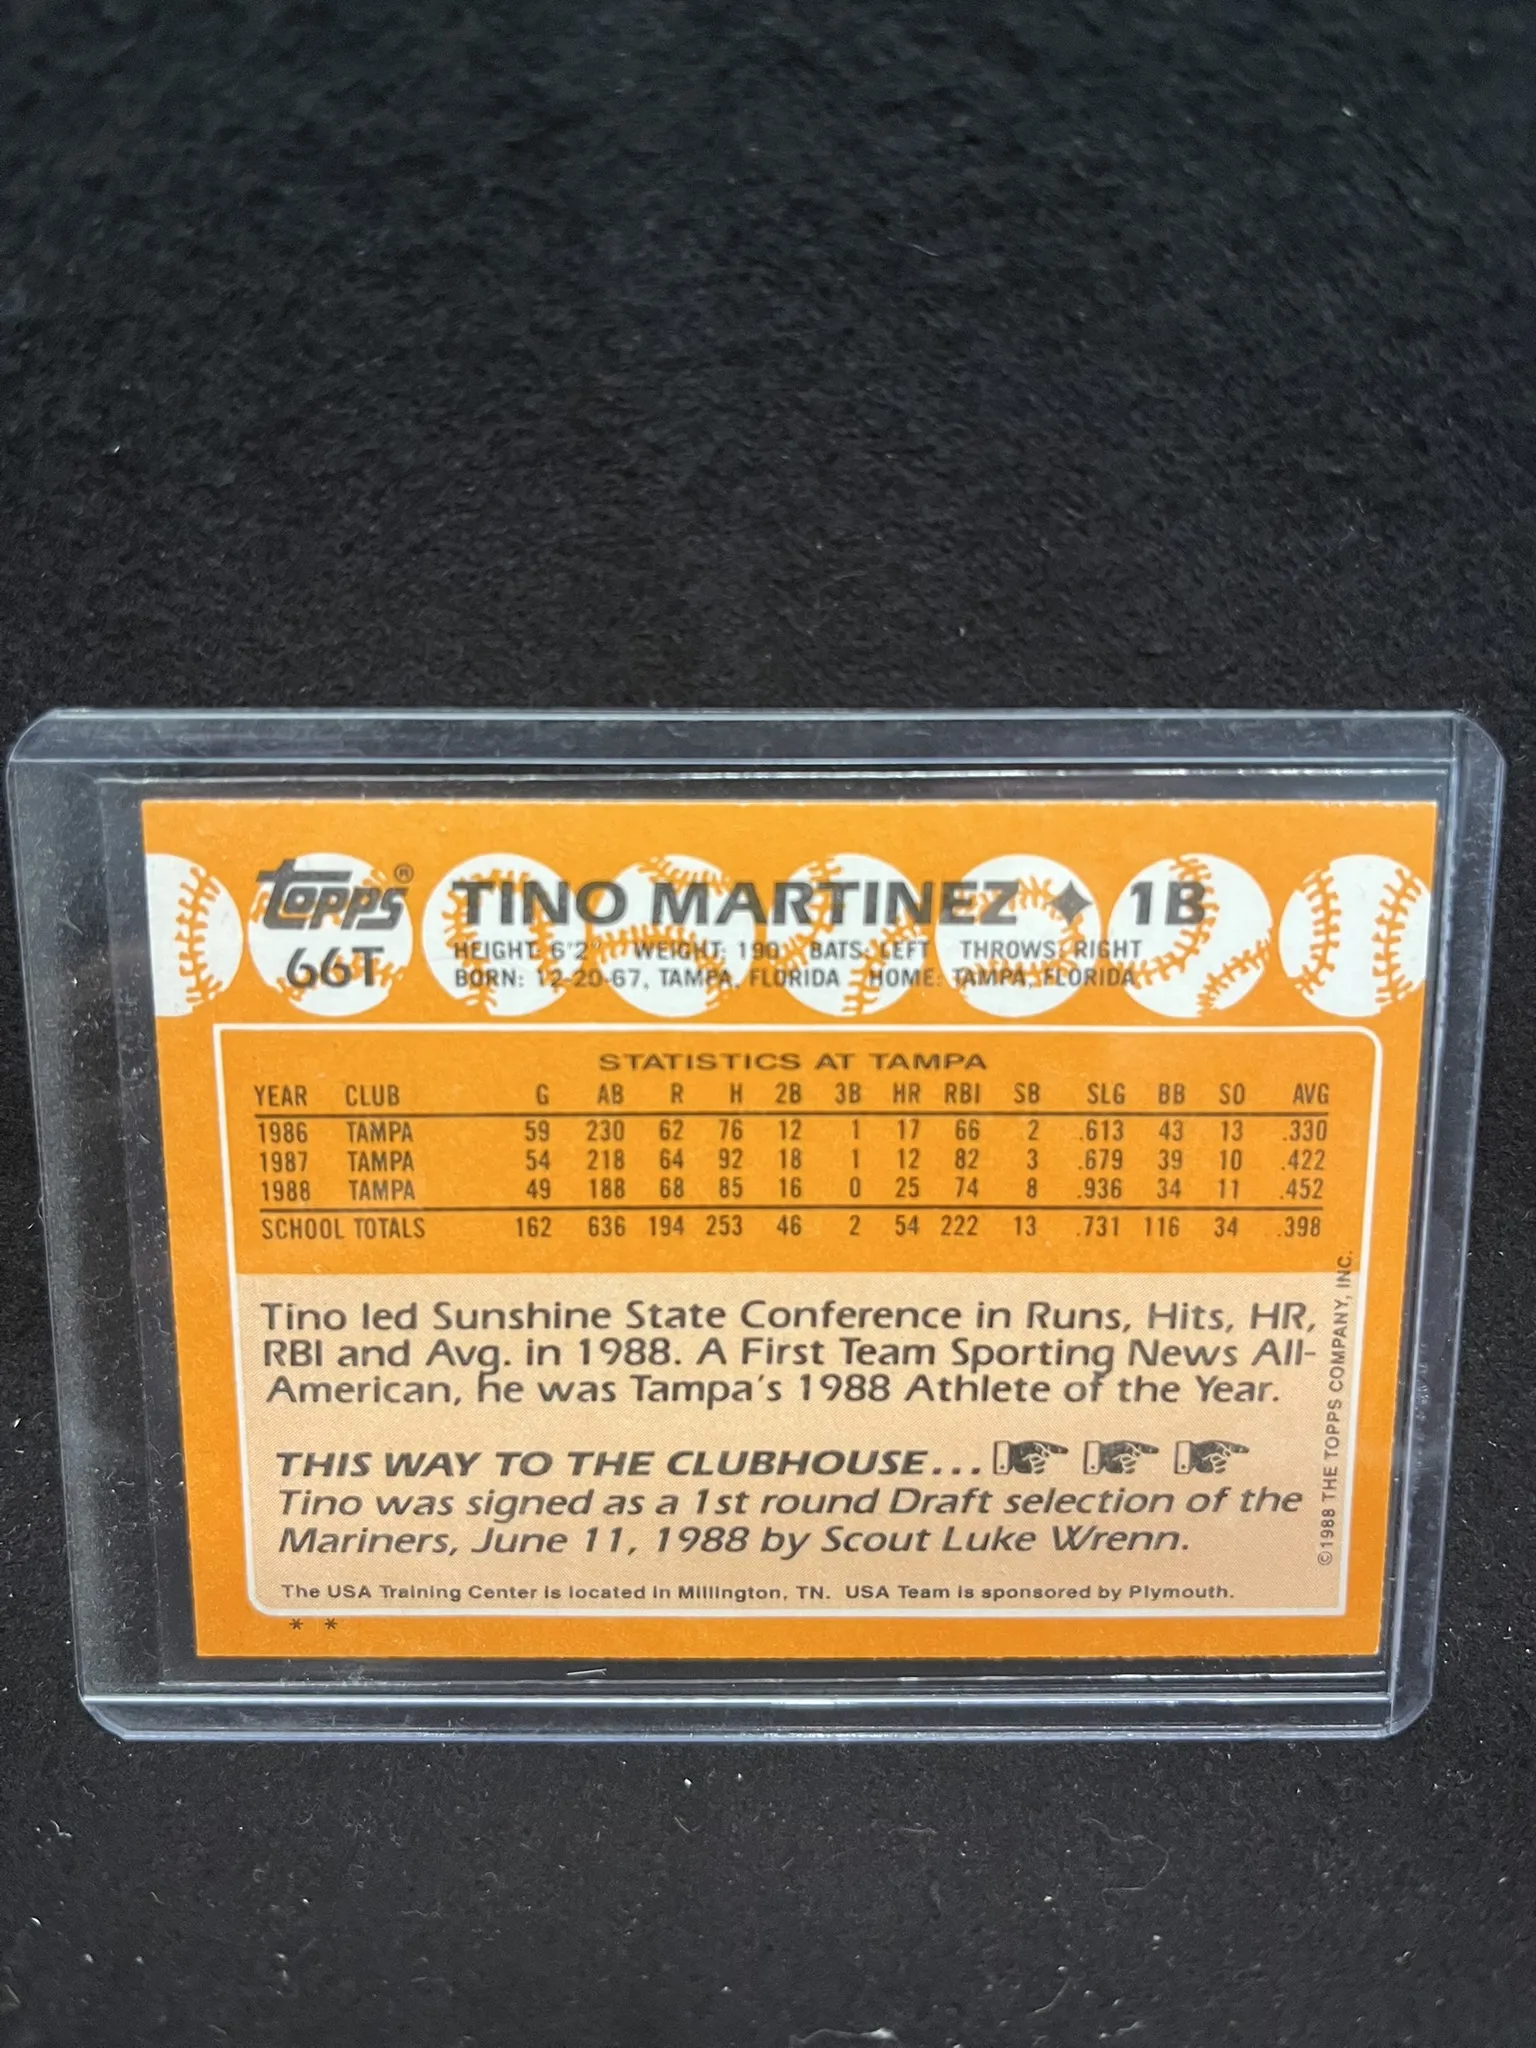 topps®
66T
TINO MARTINEZ ◆ 1B
HEIGHT: 6'2" WEIGHT: 190 BATS: LEFT THROWS: RIGHT
BORN: 12-20-67, TAMPA, FLORIDA HOME: TAMPA, FLORIDA
STATISTICS AT TAMPA
YEAR CLUB G AB R H 2B 3B HR RBI SB SLG BB SO AVG
1986 TAMPA 59 230 62 76 12 1 17 66 2 .613 43 13 .330
1987 TAMPA 54 218 64 92 18 1 12 82 3 .679 39 10 .422
1988 TAMPA 49 188 68 85 16 0 25 74 8 .936 34 11 .452
SCHOOL TOTALS 162 636 194 253 46 2 54 222 13 .731 116 34 .398
Tino led Sunshine State Conference in Runs, Hits, HR,
RBI and Avg. in 1988. A First Team Sporting News All-
American, he was Tampa's 1988 Athlete of the Year.
THIS WAY TO THE CLUBHOUSE...
Tino was signed as a 1st round Draft selection of the
Mariners, June 11, 1988 by Scout Luke Wrenn.
The USA Training Center is located in Millington, TN. USA Team is sponsored by Plymouth.
* *
©1988 THE TOPPS COMPANY, INC.